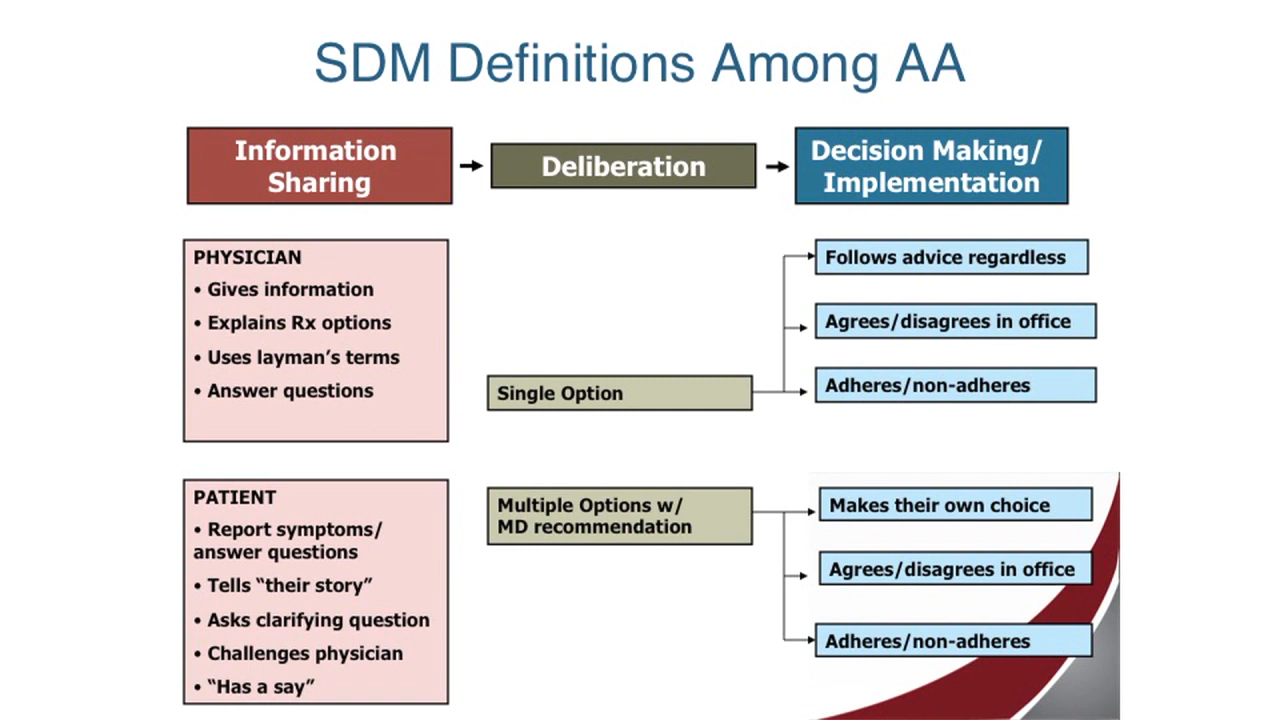 SDM Definitions Among AA
Information
Sharing
Deliberation
Decision Making/
Implementation
PHYSICIAN
• Gives information
• Explains Rx options
• Uses layman’s terms
• Answer questions
Single Option
Follows advice regardless
Agrees/disagrees in office
Adheres/non-adheres
PATIENT
• Report symptoms/
answer questions
• Tells “their story”
• Asks clarifying question
• Challenges physician
• “Has a say”
Multiple Options w/
MD recommendation
Makes their own choice
Agrees/disagrees in office
Adheres/non-adheres